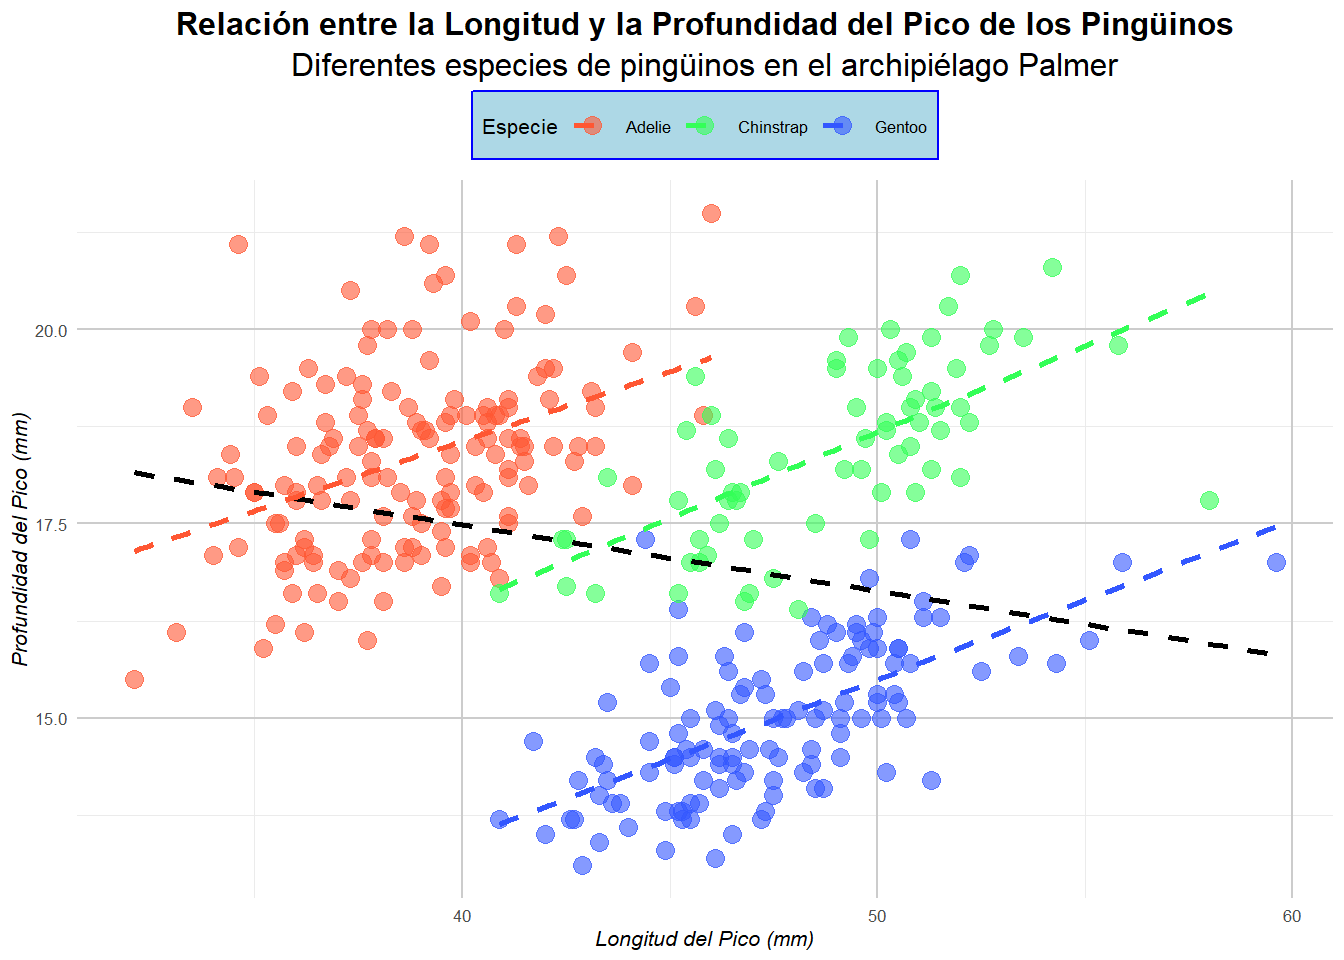 Relación entre la Longitud y la Profundidad del Pico de los Pingüinos
Diferentes especies de pingüinos en el archipiélago Palmer
Especie Adelie Chinstrap Gentoo
Profundidad del Pico (mm)
20.0
17.5
15.0
40 50 60
Longitud del Pico (mm)